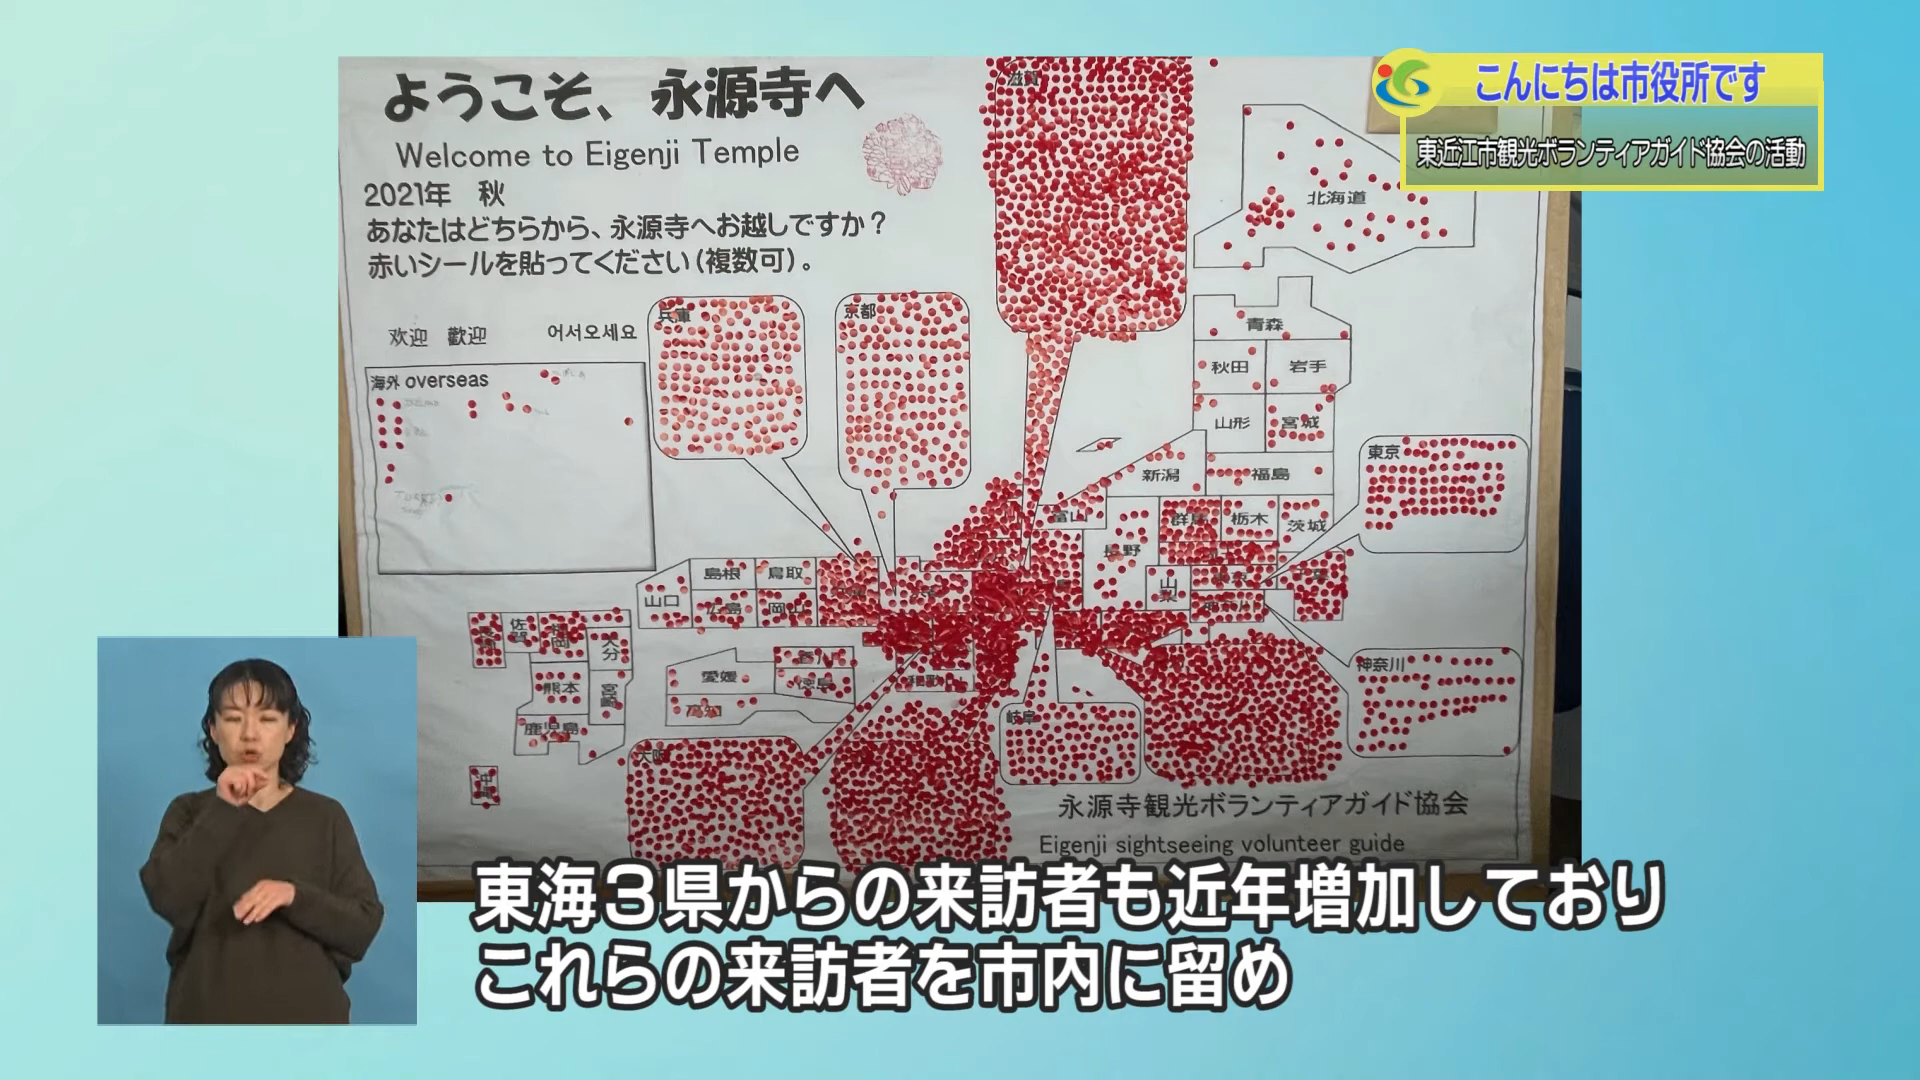 こんにちは市役所です
東近江市観光ボランティアガイド協会の活動
ようこそ、永源寺へ
Welcome to Eigenji Temple
2021年 秋
あなたはどちらから、永源寺へお越しですか？
赤いシールを貼ってください（複数可）。
欢迎 歡迎 어서오세요
海外 overseas
滋賀
兵庫
京都
北海道
青森
秋田 岩手
山形 宮城
新潟 福島
東京
富山 群馬 栃木 茨城
長野
山梨
島根 鳥取
山口 広島 岡山
佐賀 福岡 大分
熊本 宮崎
鹿児島
愛媛 徳島
高知
和歌山
神奈川
岐阜
大阪
永源寺観光ボランティアガイド協会
Eigenji sightseeing volunteer guide
東海３県からの来訪者も近年増加しており
これらの来訪者を市内に留め